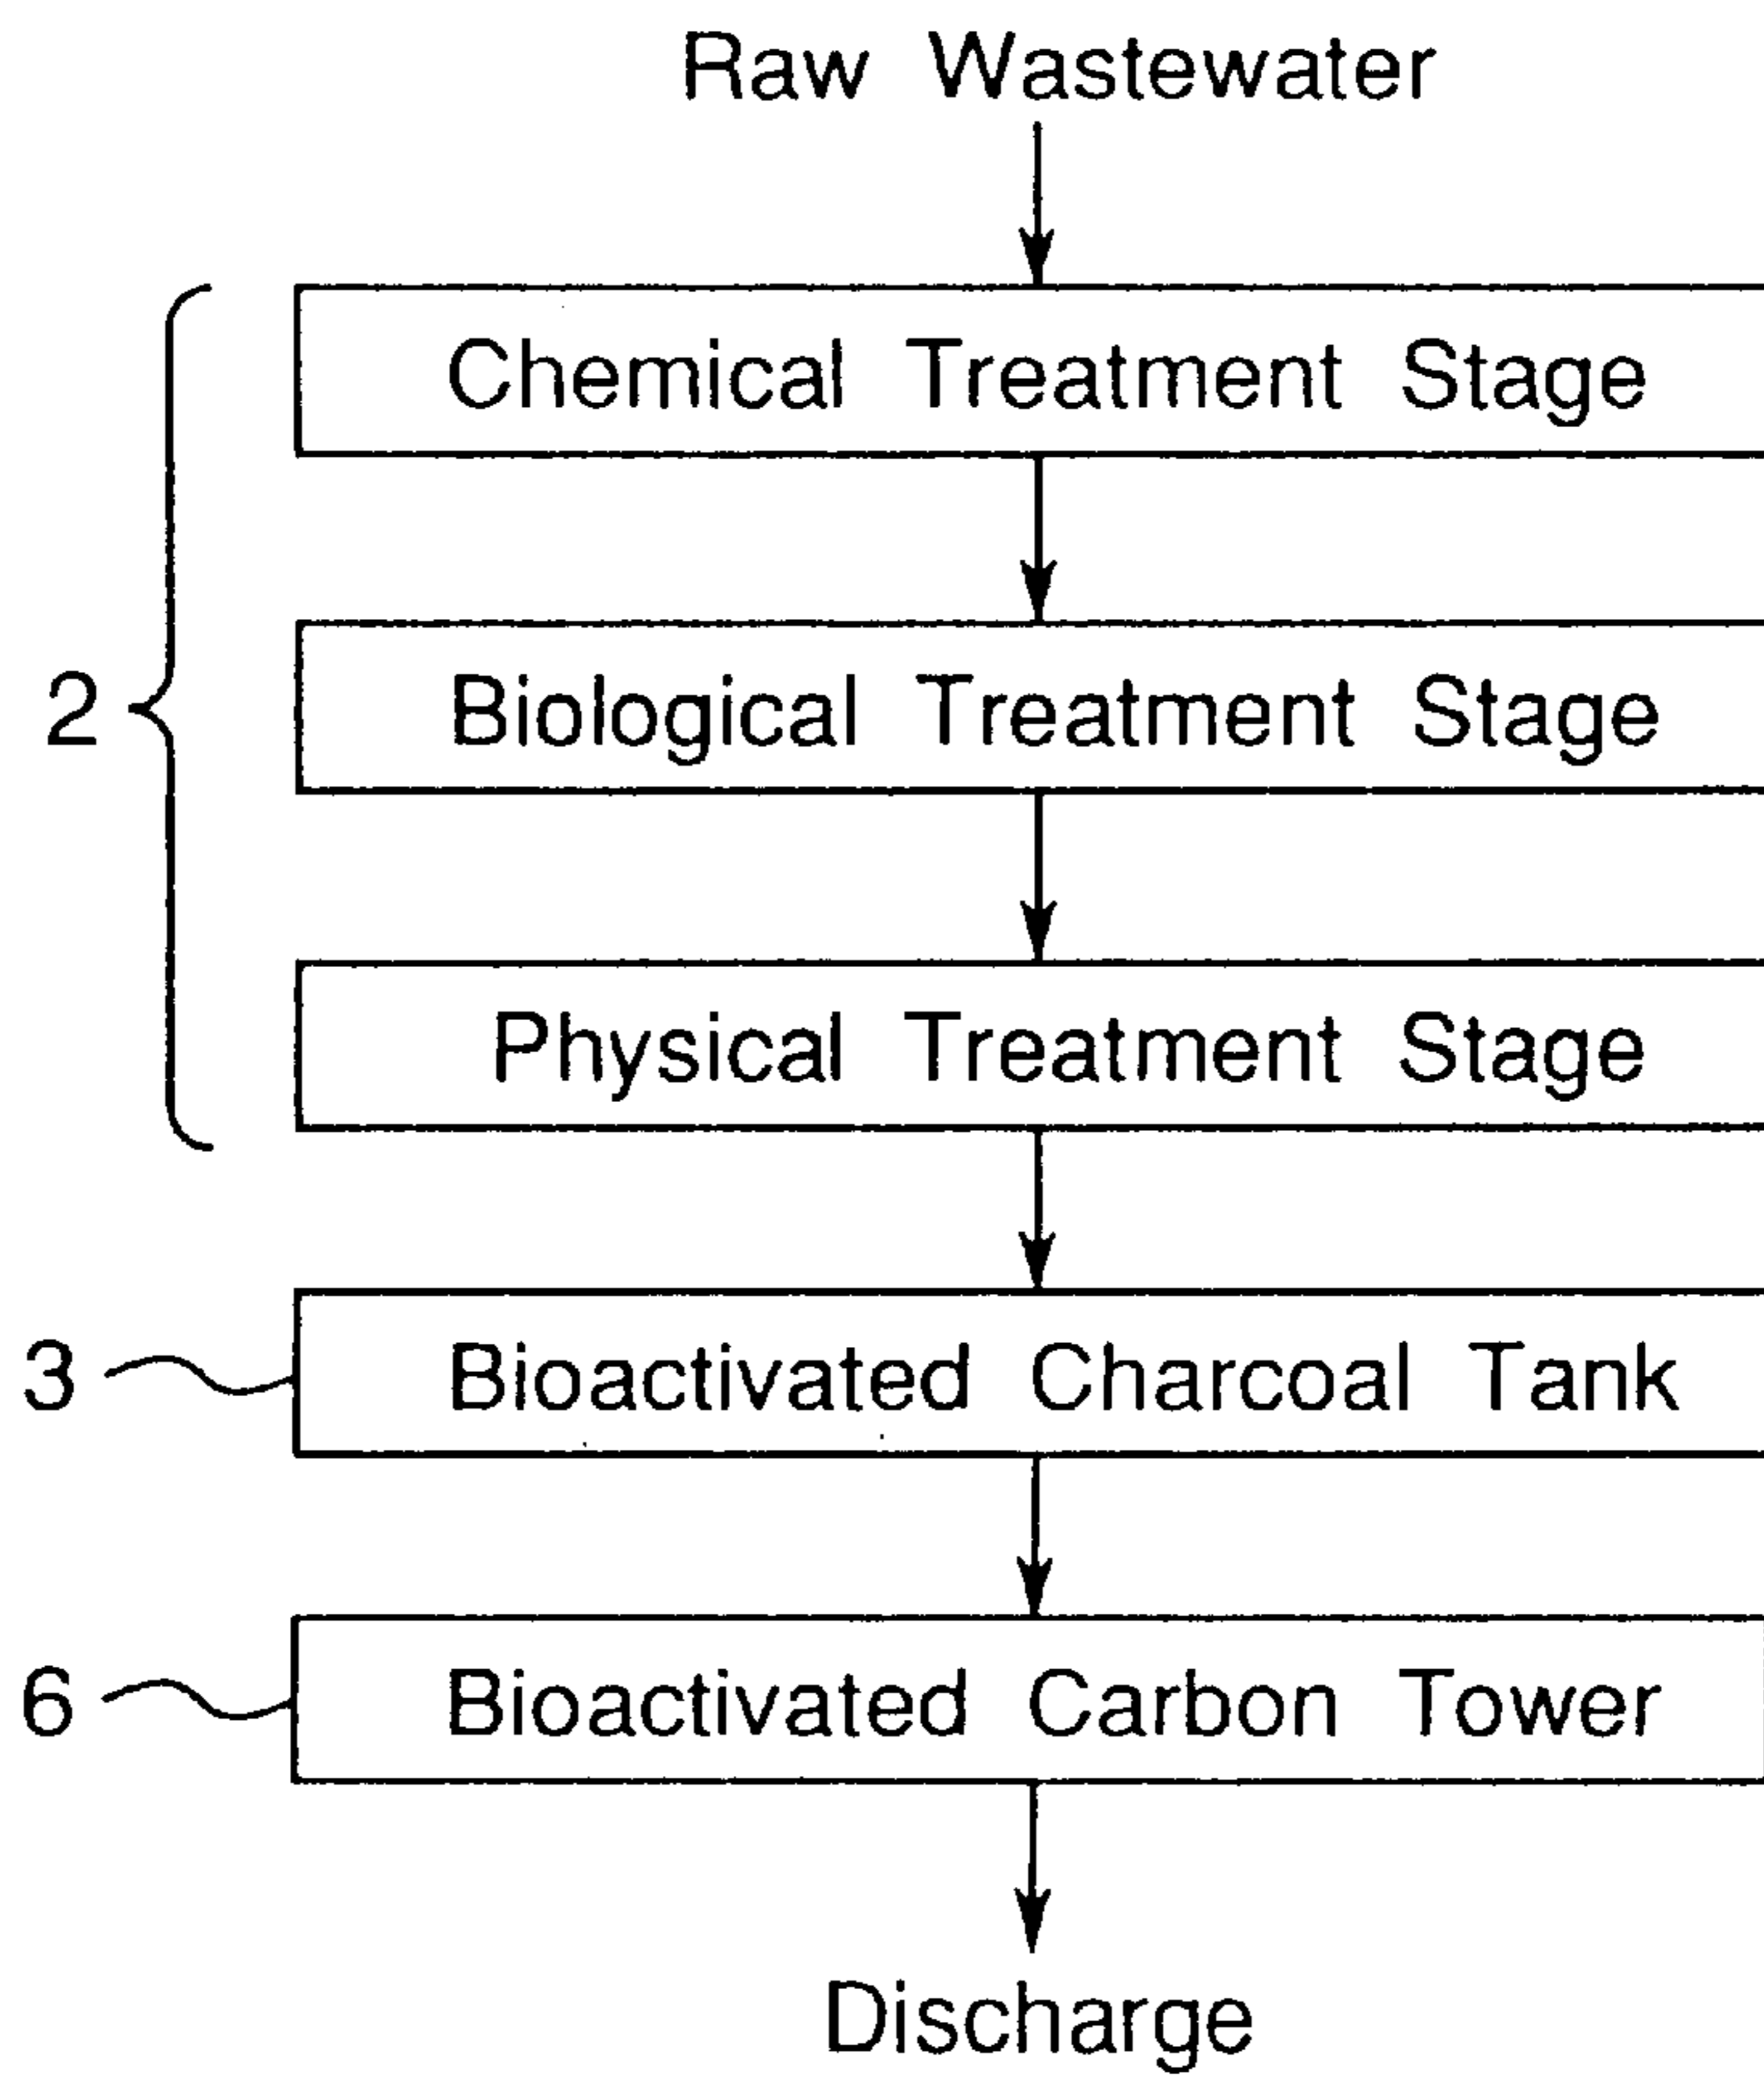 Raw Wastewater
Chemical Treatment Stage
Biological Treatment Stage
2
Physical Treatment Stage
3 Bioactivated Charcoal Tank
6 Bioactivated Carbon Tower
Discharge